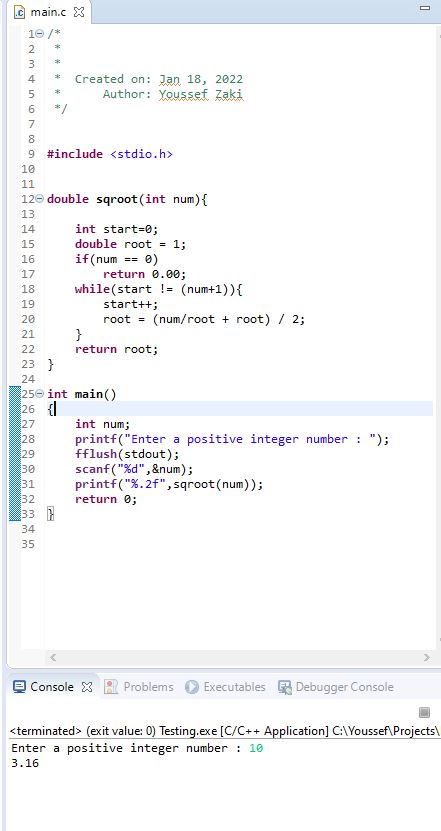 main.c
1 /*
2  *
3  *
4  *  Created on: Jan 18, 2022
5  *      Author: Youssef Zaki
6  */
7
8
9 #include <stdio.h>
10
11
12 double sqroot(int num){
13
14     int start=0;
15     double root = 1;
16     if(num == 0)
17         return 0.00;
18     while(start != (num+1)){
19         start++;
20         root = (num/root + root) / 2;
21     }
22     return root;
23 }
24
25 int main()
26 {
27     int num;
28     printf("Enter a positive integer number : ");
29     fflush(stdout);
30     scanf("%d",&num);
31     printf("%.2f",sqroot(num));
32     return 0;
33 }
34
35
Console Problems Executables Debugger Console
<terminated> (exit value: 0) Testing.exe [C/C++ Application] C:\Youssef\Projects\
Enter a positive integer number : 10
3.16